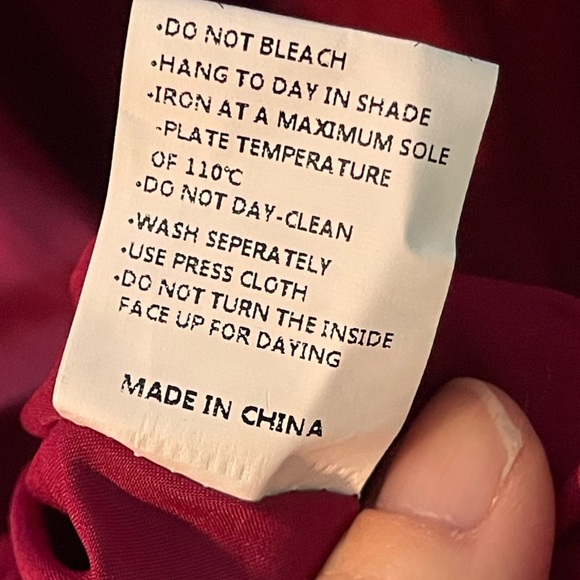 ·DO NOT BLEACH
·HANG TO DAY IN SHADE
·IRON AT A MAXIMUM SOLE
-PLATE TEMPERATURE
OF 110℃
·DO NOT DAY-CLEAN
·WASH SEPERATELY
·USE PRESS CLOTH
·DO NOT TURN THE INSIDE
FACE UP FOR DAYING
MADE IN CHINA